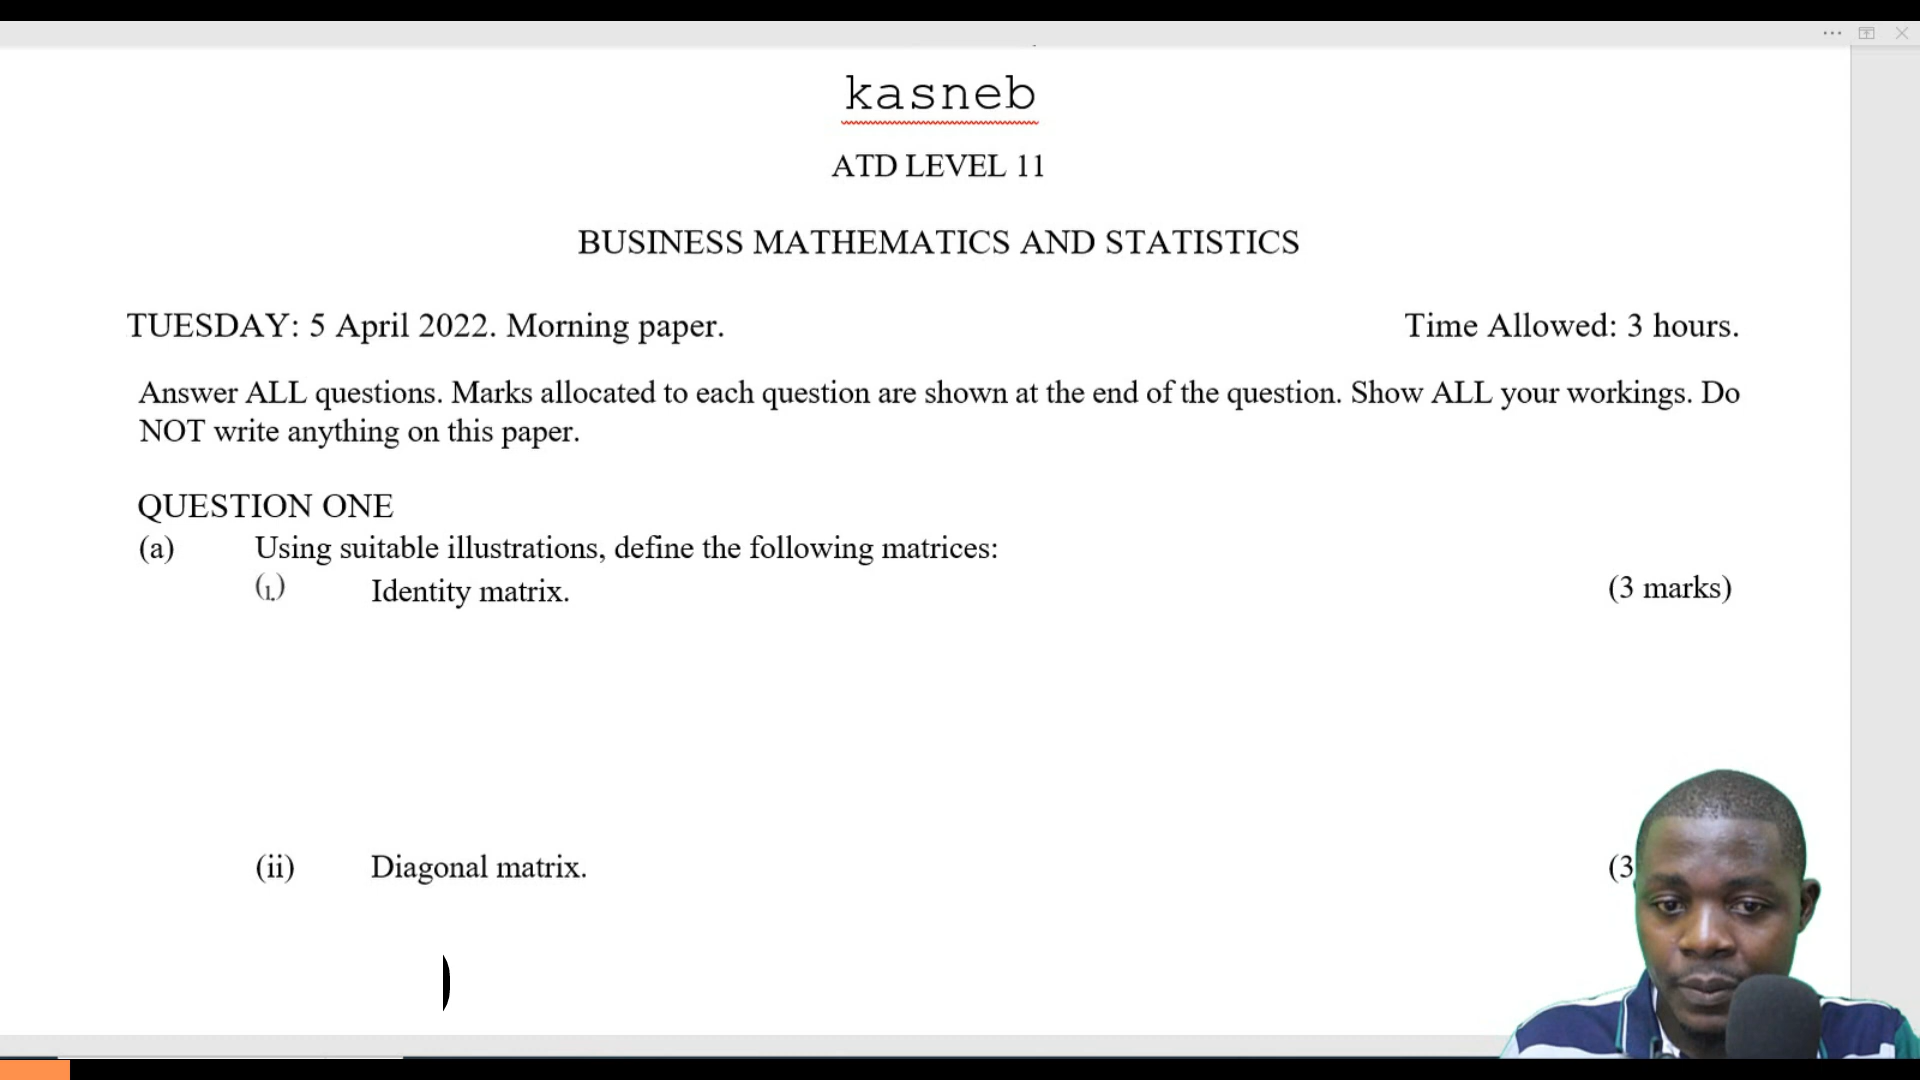 kasneb
ATD LEVEL 11
BUSINESS MATHEMATICS AND STATISTICS
TUESDAY: 5 April 2022. Morning paper. Time Allowed: 3 hours.
Answer ALL questions. Marks allocated to each question are shown at the end of the question. Show ALL your workings. Do
NOT write anything on this paper.
QUESTION ONE
(a) Using suitable illustrations, define the following matrices:
(i.) Identity matrix. (3 marks)
(ii) Diagonal matrix. (3